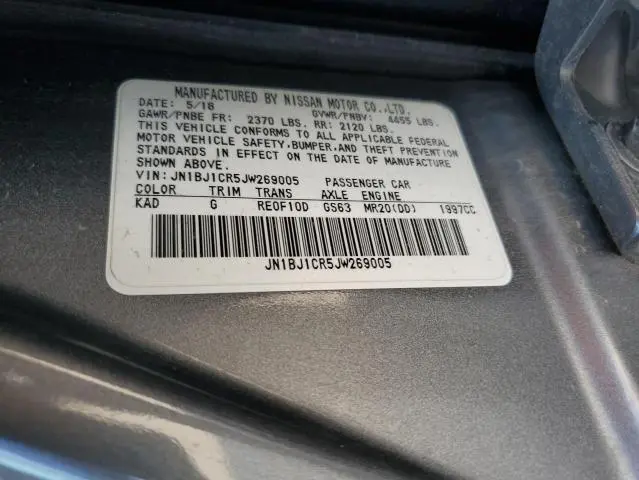 MANUFACTURED BY NISSAN MOTOR CO.,LTD.
DATE: 5/18 GVWR/PNBV: 4455 LBS.
GAWR/PNBE FR: 2370 LBS. RR: 2120 LBS.
THIS VEHICLE CONFORMS TO ALL APPLICABLE FEDERAL
MOTOR VEHICLE SAFETY,BUMPER,AND THEFT PREVENTION
STANDARDS IN EFFECT ON THE DATE OF MANUFACTURE
SHOWN ABOVE.
VIN: JN1BJ1CR5JW269005 PASSENGER CAR
COLOR TRIM TRANS AXLE ENGINE
KAD G RE0F10D GS63 MR20(DD) 1997CC
JN1BJ1CR5JW269005